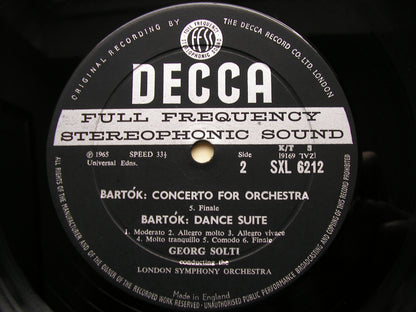 ORIGINAL RECORDING BY
THE DECCA RECORD CO. LTD. LONDON
FULL FREQUENCY
FFSS
STEREOPHONIC SOUND
DECCA
FULL FREQUENCY
STEREOPHONIC SOUND
℗ 1965 SPEED 33⅓
Universal Edns.
Side
2
K/T
SXL 6212
BARTÓK: CONCERTO FOR ORCHESTRA
5. Finale
BARTÓK: DANCE SUITE
1. Moderato 2. Allegro molto 3. Allegro vivace
4. Molto tranquillo 5. Comodo 6. Finale
GEORG SOLTI
conducting the
LONDON SYMPHONY ORCHESTRA
Made in England
ALL RIGHTS OF THE MANUFACTURER AND OF THE OWNER OF THE RECORDED WORK RESERVED · UNAUTHORISED PUBLIC PERFORMANCE BROADCASTING AND COPYING OF THIS RECORD PROHIBITED